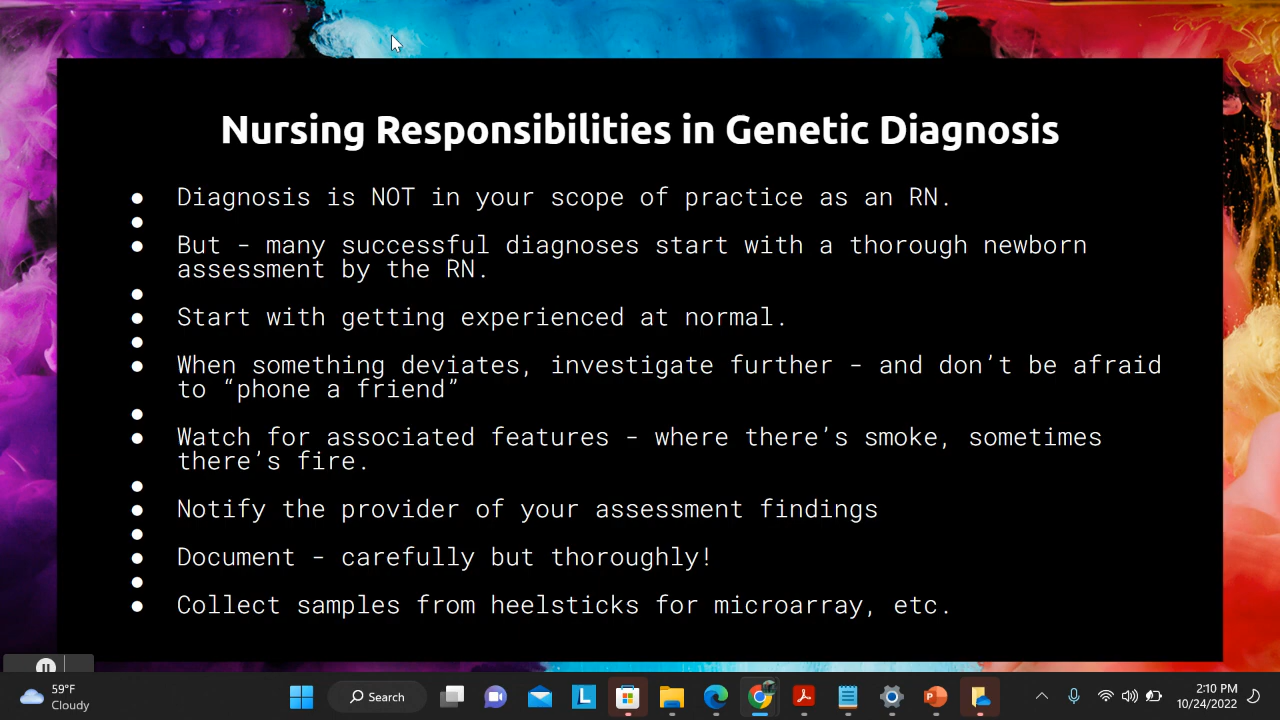 Nursing Responsibilities in Genetic Diagnosis
● Diagnosis is NOT in your scope of practice as an RN.
●
● But - many successful diagnoses start with a thorough newborn
assessment by the RN.
●
● Start with getting experienced at normal.
●
● When something deviates, investigate further - and don’t be afraid
to “phone a friend”
●
● Watch for associated features - where there’s smoke, sometimes
there’s fire.
●
● Notify the provider of your assessment findings
●
● Document - carefully but thoroughly!
●
● Collect samples from heelsticks for microarray, etc.
59°F
Cloudy
Search
L
2:10 PM
10/24/2022